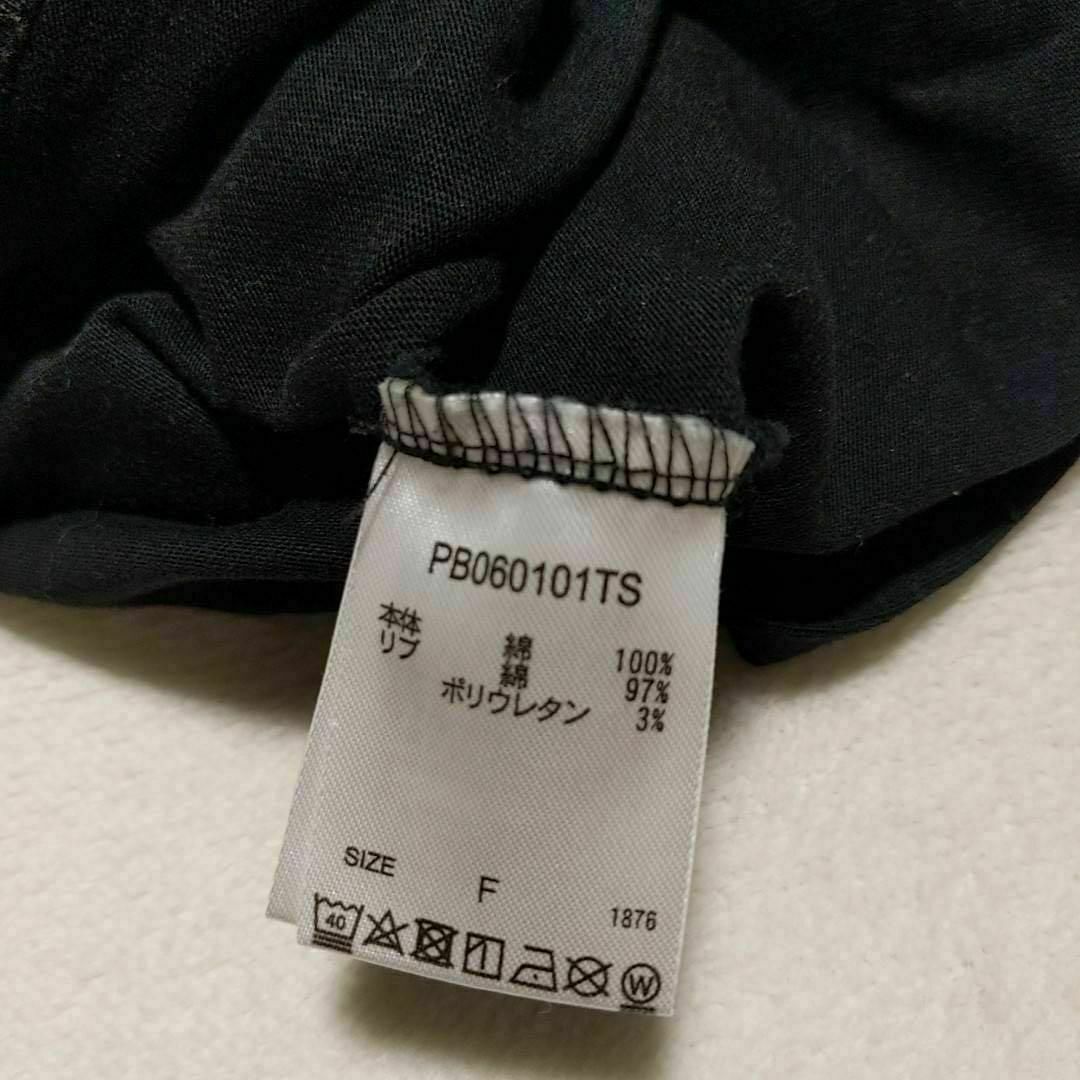 PB060101TS
本体 綿 100%
リブ 綿 97%
ポリウレタン 3%
SIZE F
1876
40 W